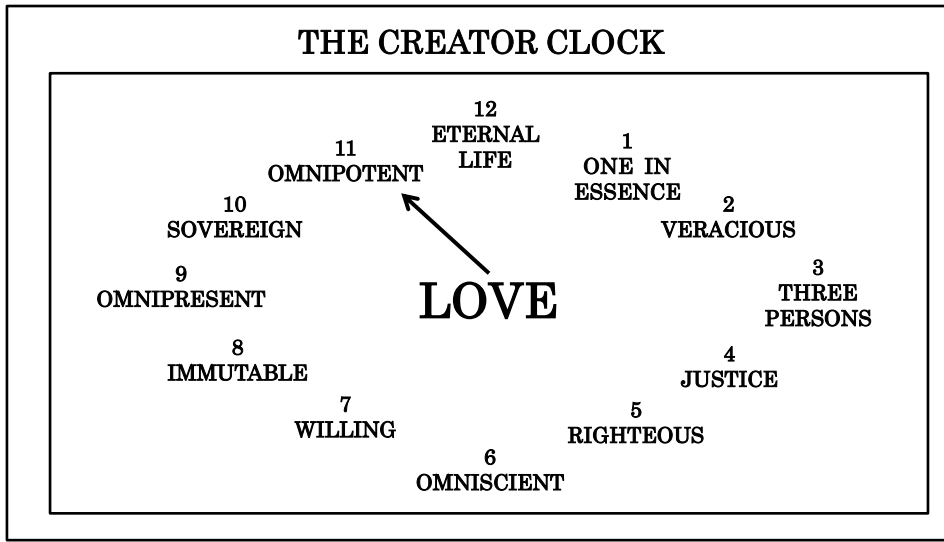 THE CREATOR CLOCK
12
ETERNAL
LIFE
1
ONE IN
ESSENCE
2
VERACIOUS
3
THREE
PERSONS
4
JUSTICE
5
RIGHTEOUS
6
OMNISCIENT
7
WILLING
8
IMMUTABLE
9
OMNIPRESENT
10
SOVEREIGN
11
OMNIPOTENT
LOVE